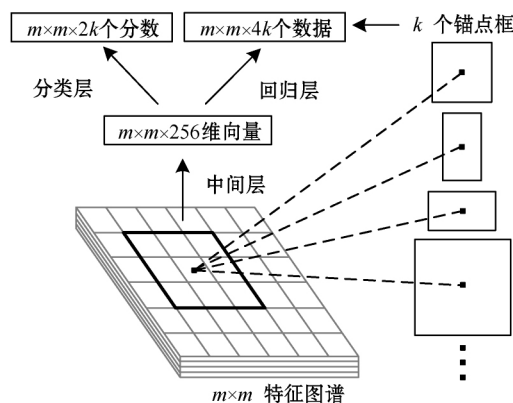 m×m×2k个分数
m×m×4k个数据
k 个锚点框
分类层
回归层
m×m×256维向量
中间层
m×m 特征图谱